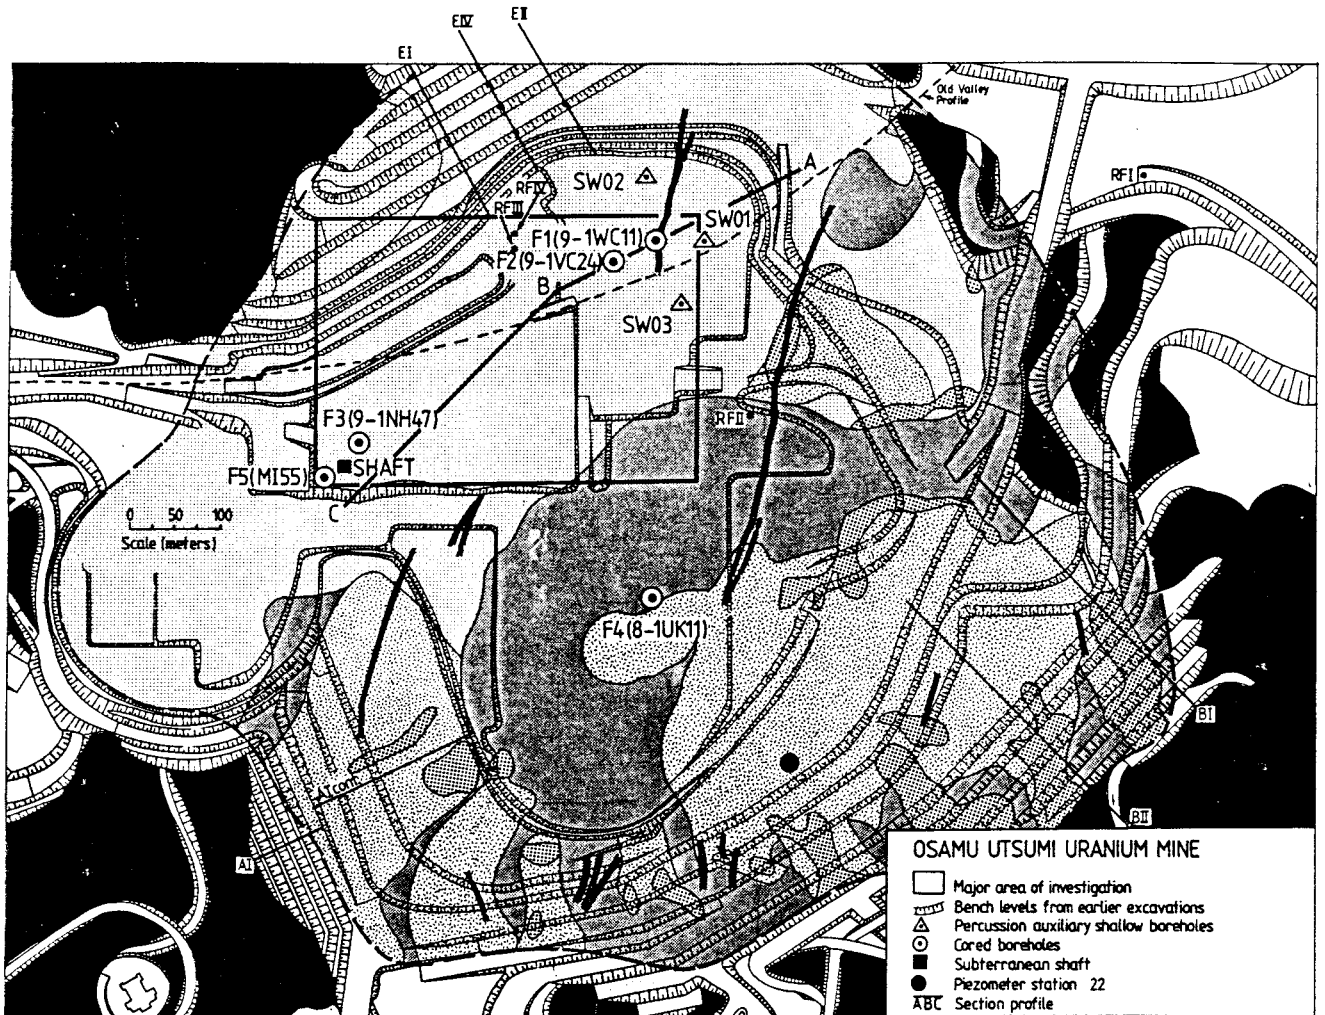 EII
EIV
EI
Old Valley
Profile
A
RFI
SW02
RFIV
RFIII
SW01
F1(9-1WC11)
F2(9-1VC24)
B
SW03
F3(9-1NH47)
RFII
SHAFT
F5(MI55)
C
0 50 100
Scale (meters)
F4(8-1UK11)
BI
AI cont.
BII
AI
OSAMU UTSUMI URANIUM MINE
Major area of investigation
Bench levels from earlier excavations
Percussion auxiliary shallow boreholes
Cored boreholes
Subterranean shaft
Piezometer station 22
ABC Section profile